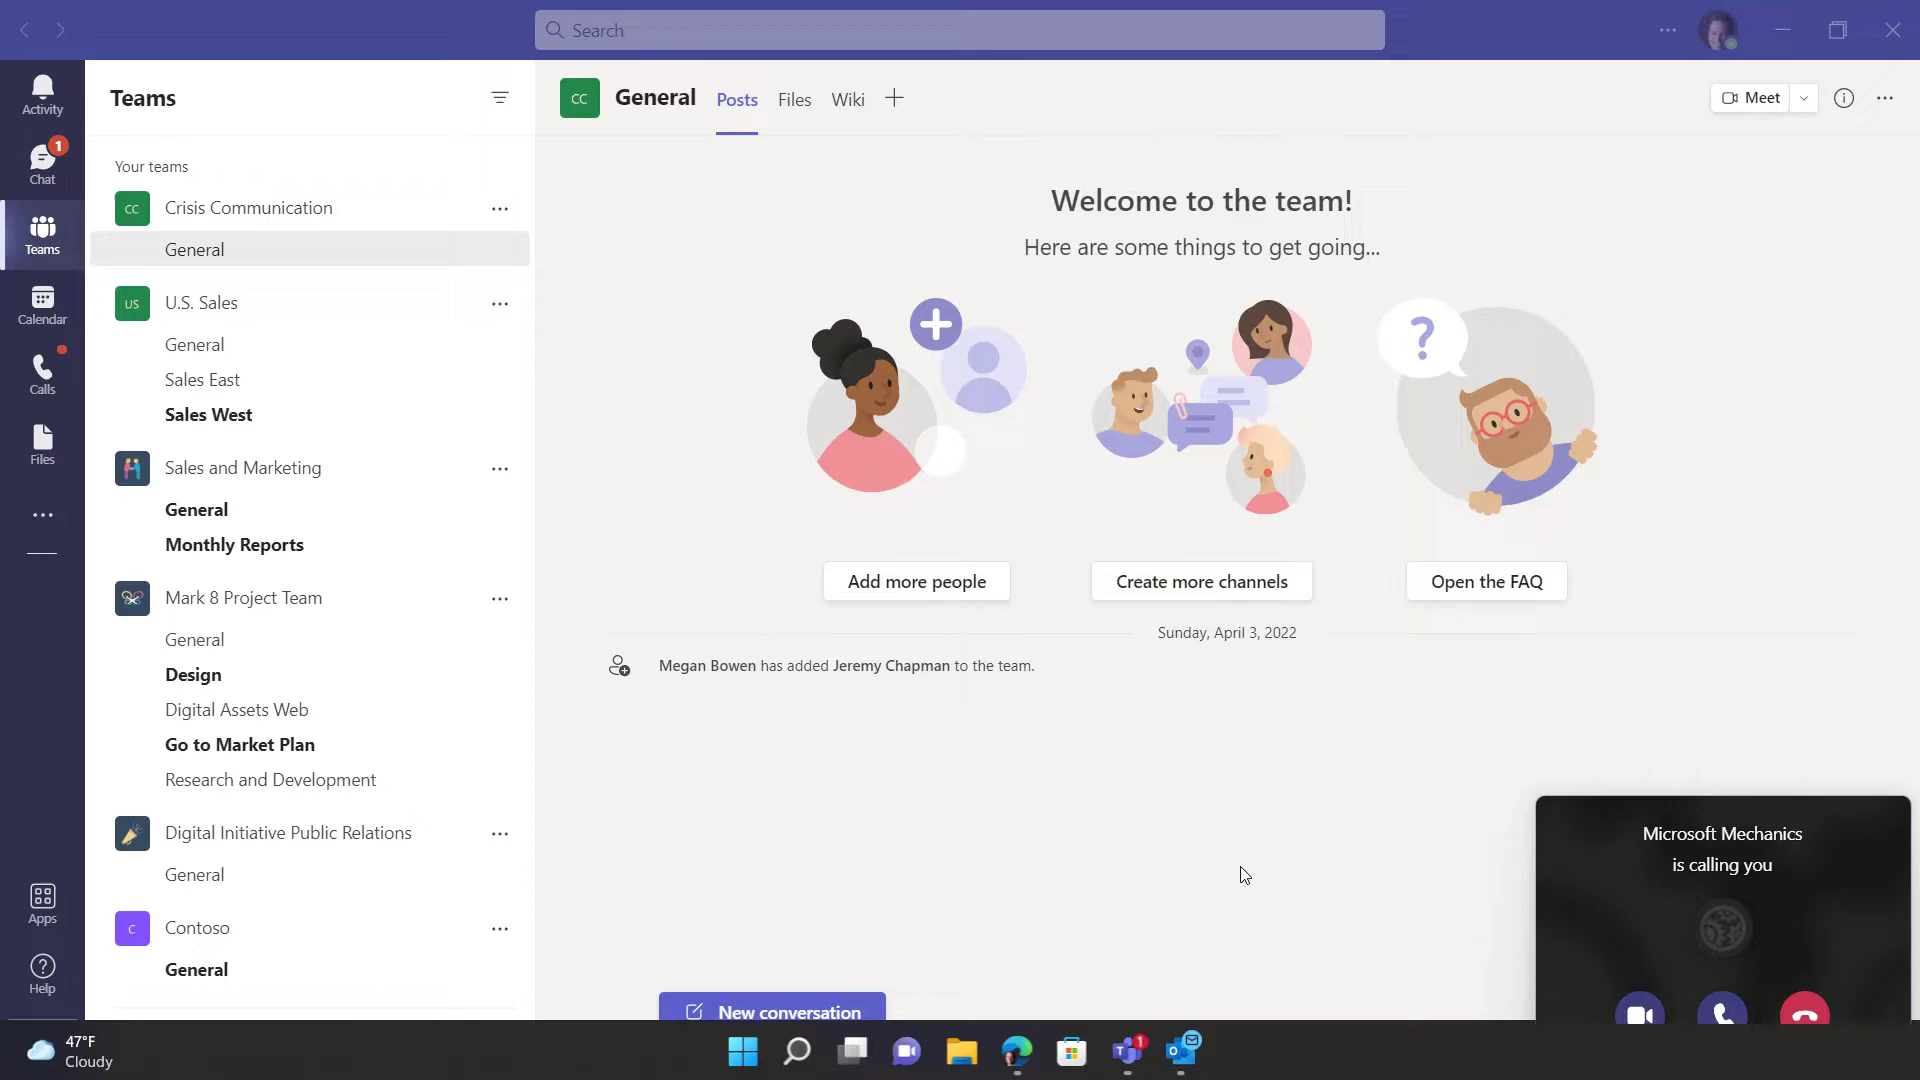 Search
Activity
1
Chat
Teams
Calendar
Calls
Files
Apps
Help
Teams
Your teams
CC
Crisis Communication
General
US
U.S. Sales
General
Sales East
Sales West
Sales and Marketing
General
Monthly Reports
Mark 8 Project Team
General
Design
Digital Assets Web
Go to Market Plan
Research and Development
Digital Initiative Public Relations
General
C
Contoso
General
CC
General
Posts
Files
Wiki
Meet
Welcome to the team!
Here are some things to get going...
?
Add more people
Create more channels
Open the FAQ
Sunday, April 3, 2022
Megan Bowen has added Jeremy Chapman to the team.
New conversation
Microsoft Mechanics
is calling you
47°F
Cloudy
T
1
O